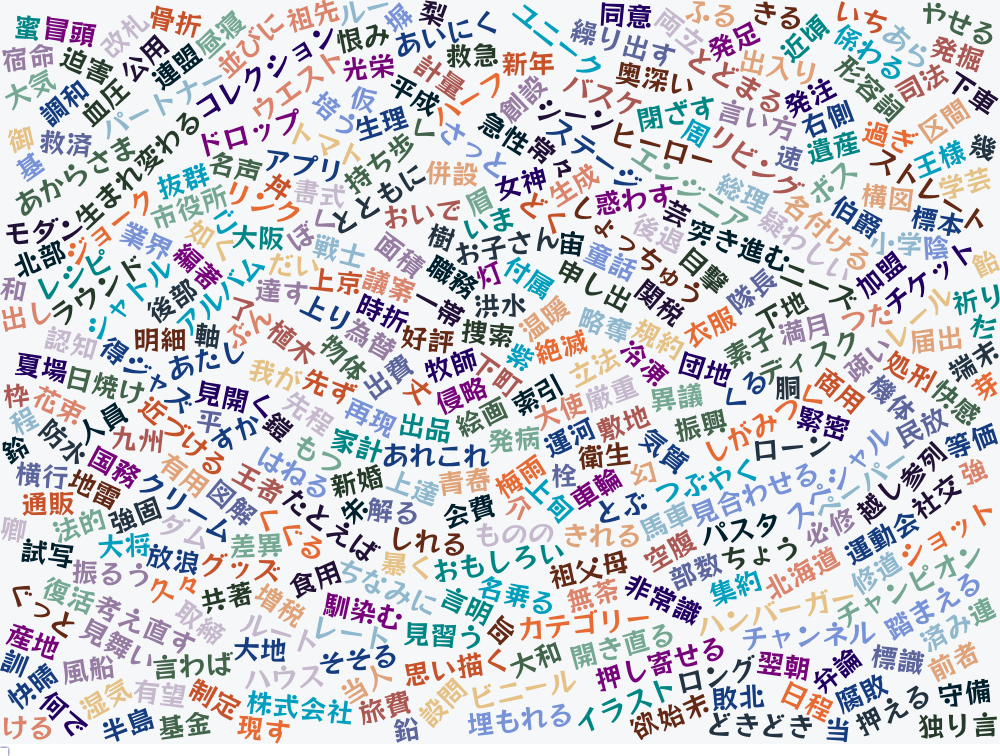 蜜 冒頭 改札 骨折 昼寝 並びに 祖先 ルー 塀 梨 ユニーク 同意 両立 ふる きる いち あら やせる
宿命 迫害 公用 連盟 コレクション 恨み あいにく 救急 新年 繰り出す 発足 近頃 係わる 発掘
大気 調和 血圧 パートナー ウエスト 光栄 計量 平成 ハーフ 創設 バスケ 奥深い とどまる 出入り 形容詞 司法 下車
御 救済 基 ドロップ 培う 仮 生理 く さっと 急性 常々 ジーンズ 閉ざす 言い方 発注 右側 過ぎ 区間 幾
あからさま 生まれ変わる トマト 名声 アプリ 持ち歩く 併設 ステージ ヒーロー 周 リビング 速 遺産 ストレート 王様
モダン ジョーク 抜群 市役所 リンク 丼 書式 ともに おいで 眉 女神 生成 惑わす エンジニア 総理 ボス 構図 学芸
北部 レシピ 業界 如く ご 大阪 ぼ 戦士 画積 樹 いま どく お子さん 宙 しょっちゅう 後退 芸 突き進む 疑わしい 名付ける 伯爵 標本 小学 陰
和 ラウンド シャトル 編著 後部 アルバム だい 上京 議案 職務 灯 付属 童話 目撃 ニーズ 加盟 チケット 飴
出し 達す 上り 時折 一帯 洪水 申し出 関税 隊長 下地 満月 つた レール 祈り
認知 得 明細 軸 ぶん 植木 為替 好評 捜索 温暖 略奪 規約 衣服 素子 ディスク 疎い 届出 だ
夏場 日焼け ジャズ あたし 物体 出費 牧師 下町 紫 絶滅 立法 冷凍 団地 くる 胴 商用 処刑 端末
枠 花束 見開く 我が 先ず 侵略 索引 大使 厳重 異議 しがみつく 機体 快感 芽
程 人員 近づける 平 すか 鎧 先程 再現 出品 絵画 発病 運河 敷地 気質 振興 緊密 民放
鈴 防水 九州 もつ 家計 あれこれ ローン 等価
横行 国務 有用 はねる 新婚 上達 青春 梅雨 栓 衛生 幻 つぶやく スペシャル 参列 強
通販 地雷 クリーム 図解 王者 たとえば 朱 解る 会費 介 上回 車輪 とぶ 馬車 見合わせる ペーパー 越し 社交
卿 法的 強固 ダム くぐる しれる ものの きれる パスタ 必修 運動会 ショット
試写 大将 放浪 差異 暴く おもしろい 祖父母 空腹 部数 ちょう 北海道 修道
振るう グッズ 食用 ちなみに 名乗る 無茶 非常識 集約 チャンピオン
ぐっと 復活 考え直す 久々 共著 増税 馴染む 言明 旨 カテゴリー ハンバーガー 踏まえる
産地 見舞い 取締 ルート レート 見習う 開き直る チャンネル 済み 連
訓 風船 言わば 大地 そそる 思い描く 大和 押し寄せる ロング 翌朝 弁論 標識 前者
快晴 何で 湿気 有望 制定 ハウス 当人 設問 ビニール イラスト 敗北 日程 腐敗 守備
ける 半島 基金 現す 株式会社 旅費 鉛 埋もれる 欲 始末 どきどき 当 押える 独り言